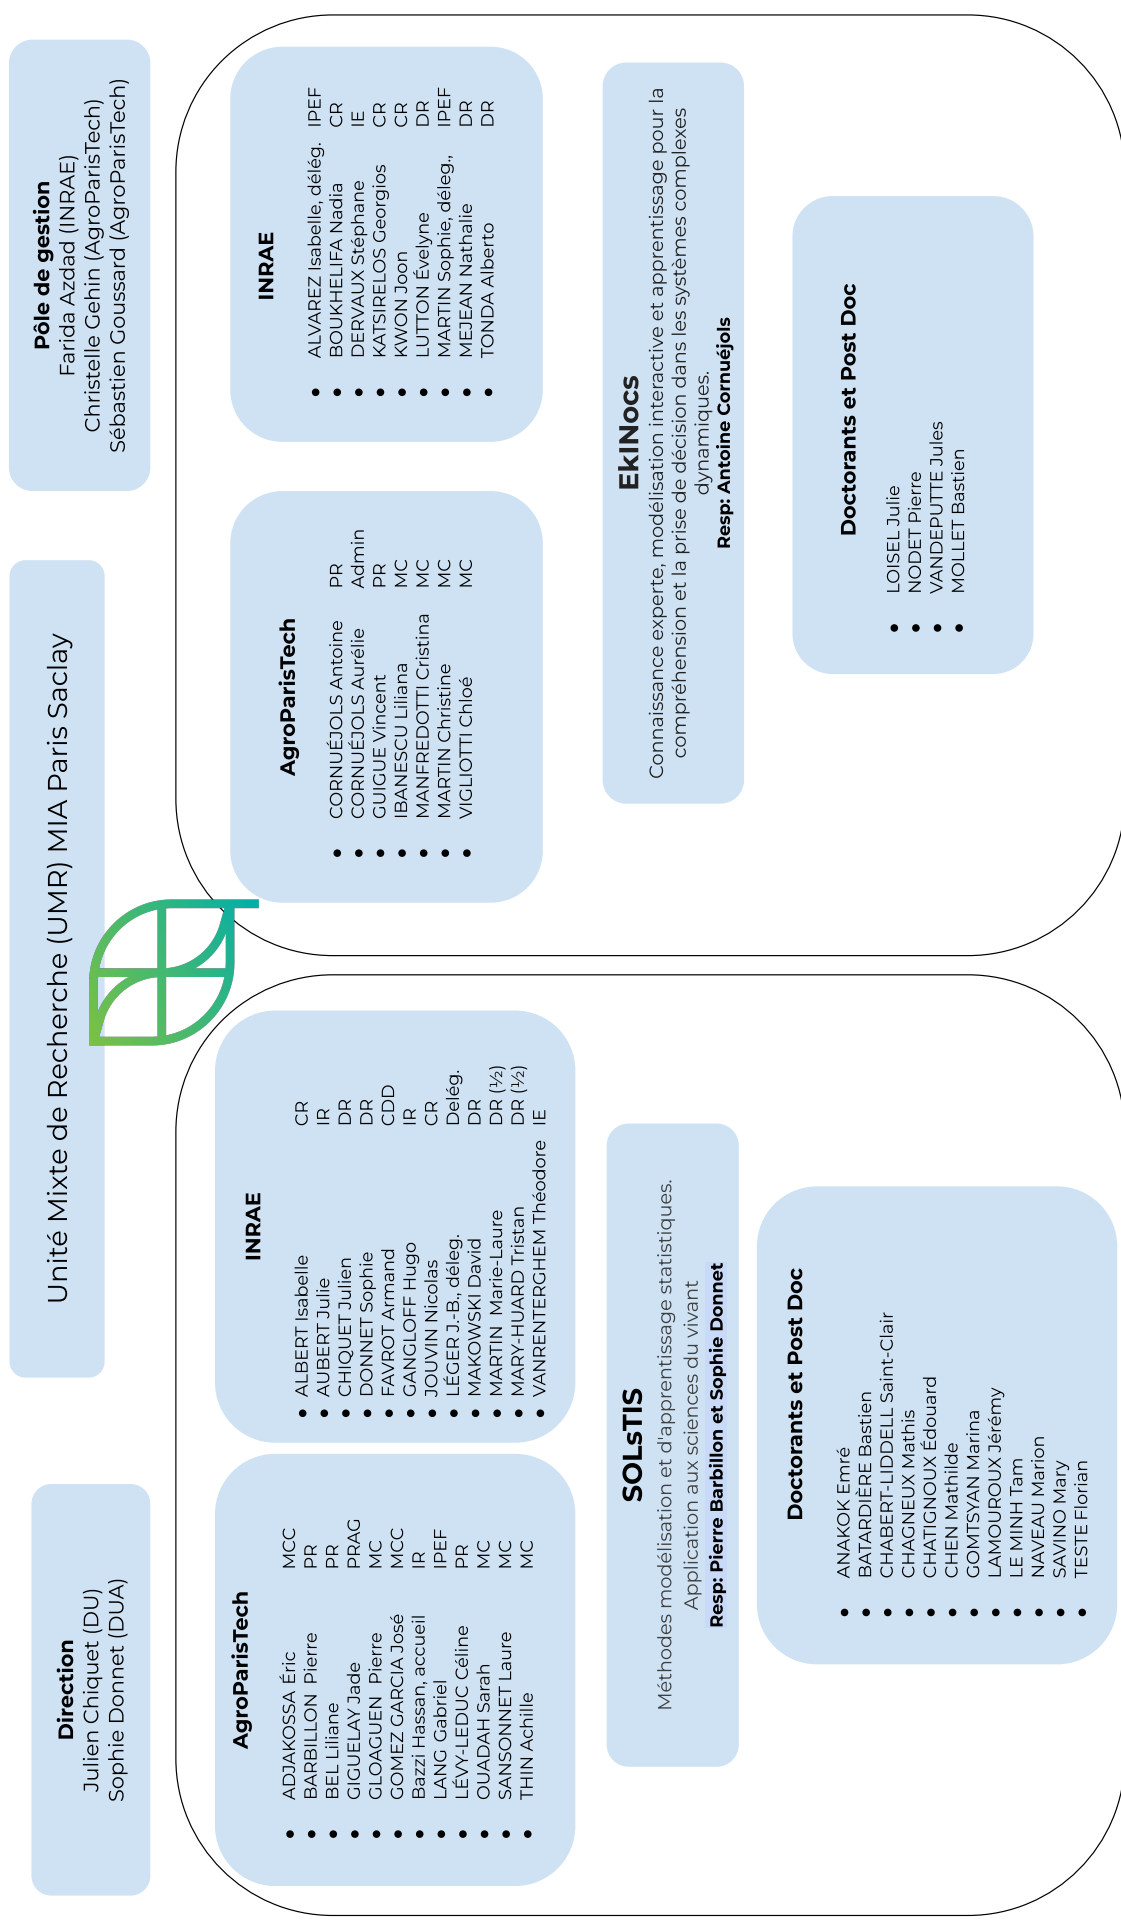 Direction
Julien Chiquet (DU)
Sophie Donnet (DUA)
Unité Mixte de Recherche (UMR) MIA Paris Saclay
Pôle de gestion
Farida Azdad (INRAE)
Christelle Gehin (AgroParisTech)
Sébastien Goussard (AgroParisTech)
AgroParisTech
• ADJAKOSSA Éric MCC
• BARBILLON Pierre PR
• BEL Liliane PR
• GIGUELAY Jade PRAG
• GLOAGUEN Pierre MC
• GOMEZ GARCIA José MCC
• Bazzi Hassan, accueil IR
• LANG Gabriel IPEF
• LÉVY-LEDUC Céline PR
• OUADAH Sarah MC
• SANSONNET Laure MC
• THIN Achille MC
INRAE
• ALBERT Isabelle CR
• AUBERT Julie IR
• CHIQUET Julien DR
• DONNET Sophie DR
• FAVROT Armand CDD
• GANGLOFF Hugo IR
• JOUVIN Nicolas CR
• LÉGER J.-B., déleg. Delég.
• MAKOWSKI David DR
• MARTIN Marie-Laure DR (½)
• MARY-HUARD Tristan DR (½)
• VANRENTERGHEM Théodore IE
SOLsTIS
Méthodes modélisation et d'apprentissage statistiques.
Application aux sciences du vivant
Resp: Pierre Barbillon et Sophie Donnet
Doctorants et Post Doc
• ANAKOK Emré
• BATARDIÈRE Bastien
• CHABERT-LIDDELL Saint-Clair
• CHAGNEUX Mathis
• CHATIGNOUX Édouard
• CHEN Mathilde
• GOMTSYAN Marina
• LAMOUROUX Jérémy
• LE MINH Tam
• NAVEAU Marion
• SAVINO Mary
• TESTE Florian
AgroParisTech
• CORNUÉJOLS Antoine PR
• CORNUÉJOLS Aurélie Admin
• GUIGUE Vincent PR
• IBANESCU Liliana MC
• MANFREDOTTI Cristina MC
• MARTIN Christine MC
• VIGLIOTTI Chloé MC
INRAE
• ALVAREZ Isabelle, délég. IPEF
• BOUKHELIFA Nadia CR
• DERVAUX Stéphane IE
• KATSIRELOS Georgios CR
• KWON Joon CR
• LUTTON Évelyne DR
• MARTIN Sophie, déleg., IPEF
• MEJEAN Nathalie DR
• TONDA Alberto DR
EkINocs
Connaissance experte, modélisation interactive et apprentissage pour la
compréhension et la prise de décision dans les systèmes complexes
dynamiques.
Resp: Antoine Cornuéjols
Doctorants et Post Doc
• LOISEL Julie
• NODET Pierre
• VANDEPUTTE Jules
• MOLLET Bastien